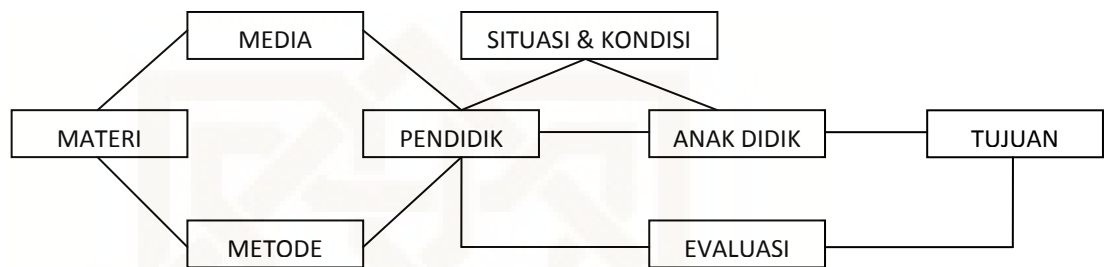 MEDIA
SITUASI & KONDISI
MATERI
PENDIDIK
ANAK DIDIK
TUJUAN
METODE
EVALUASI